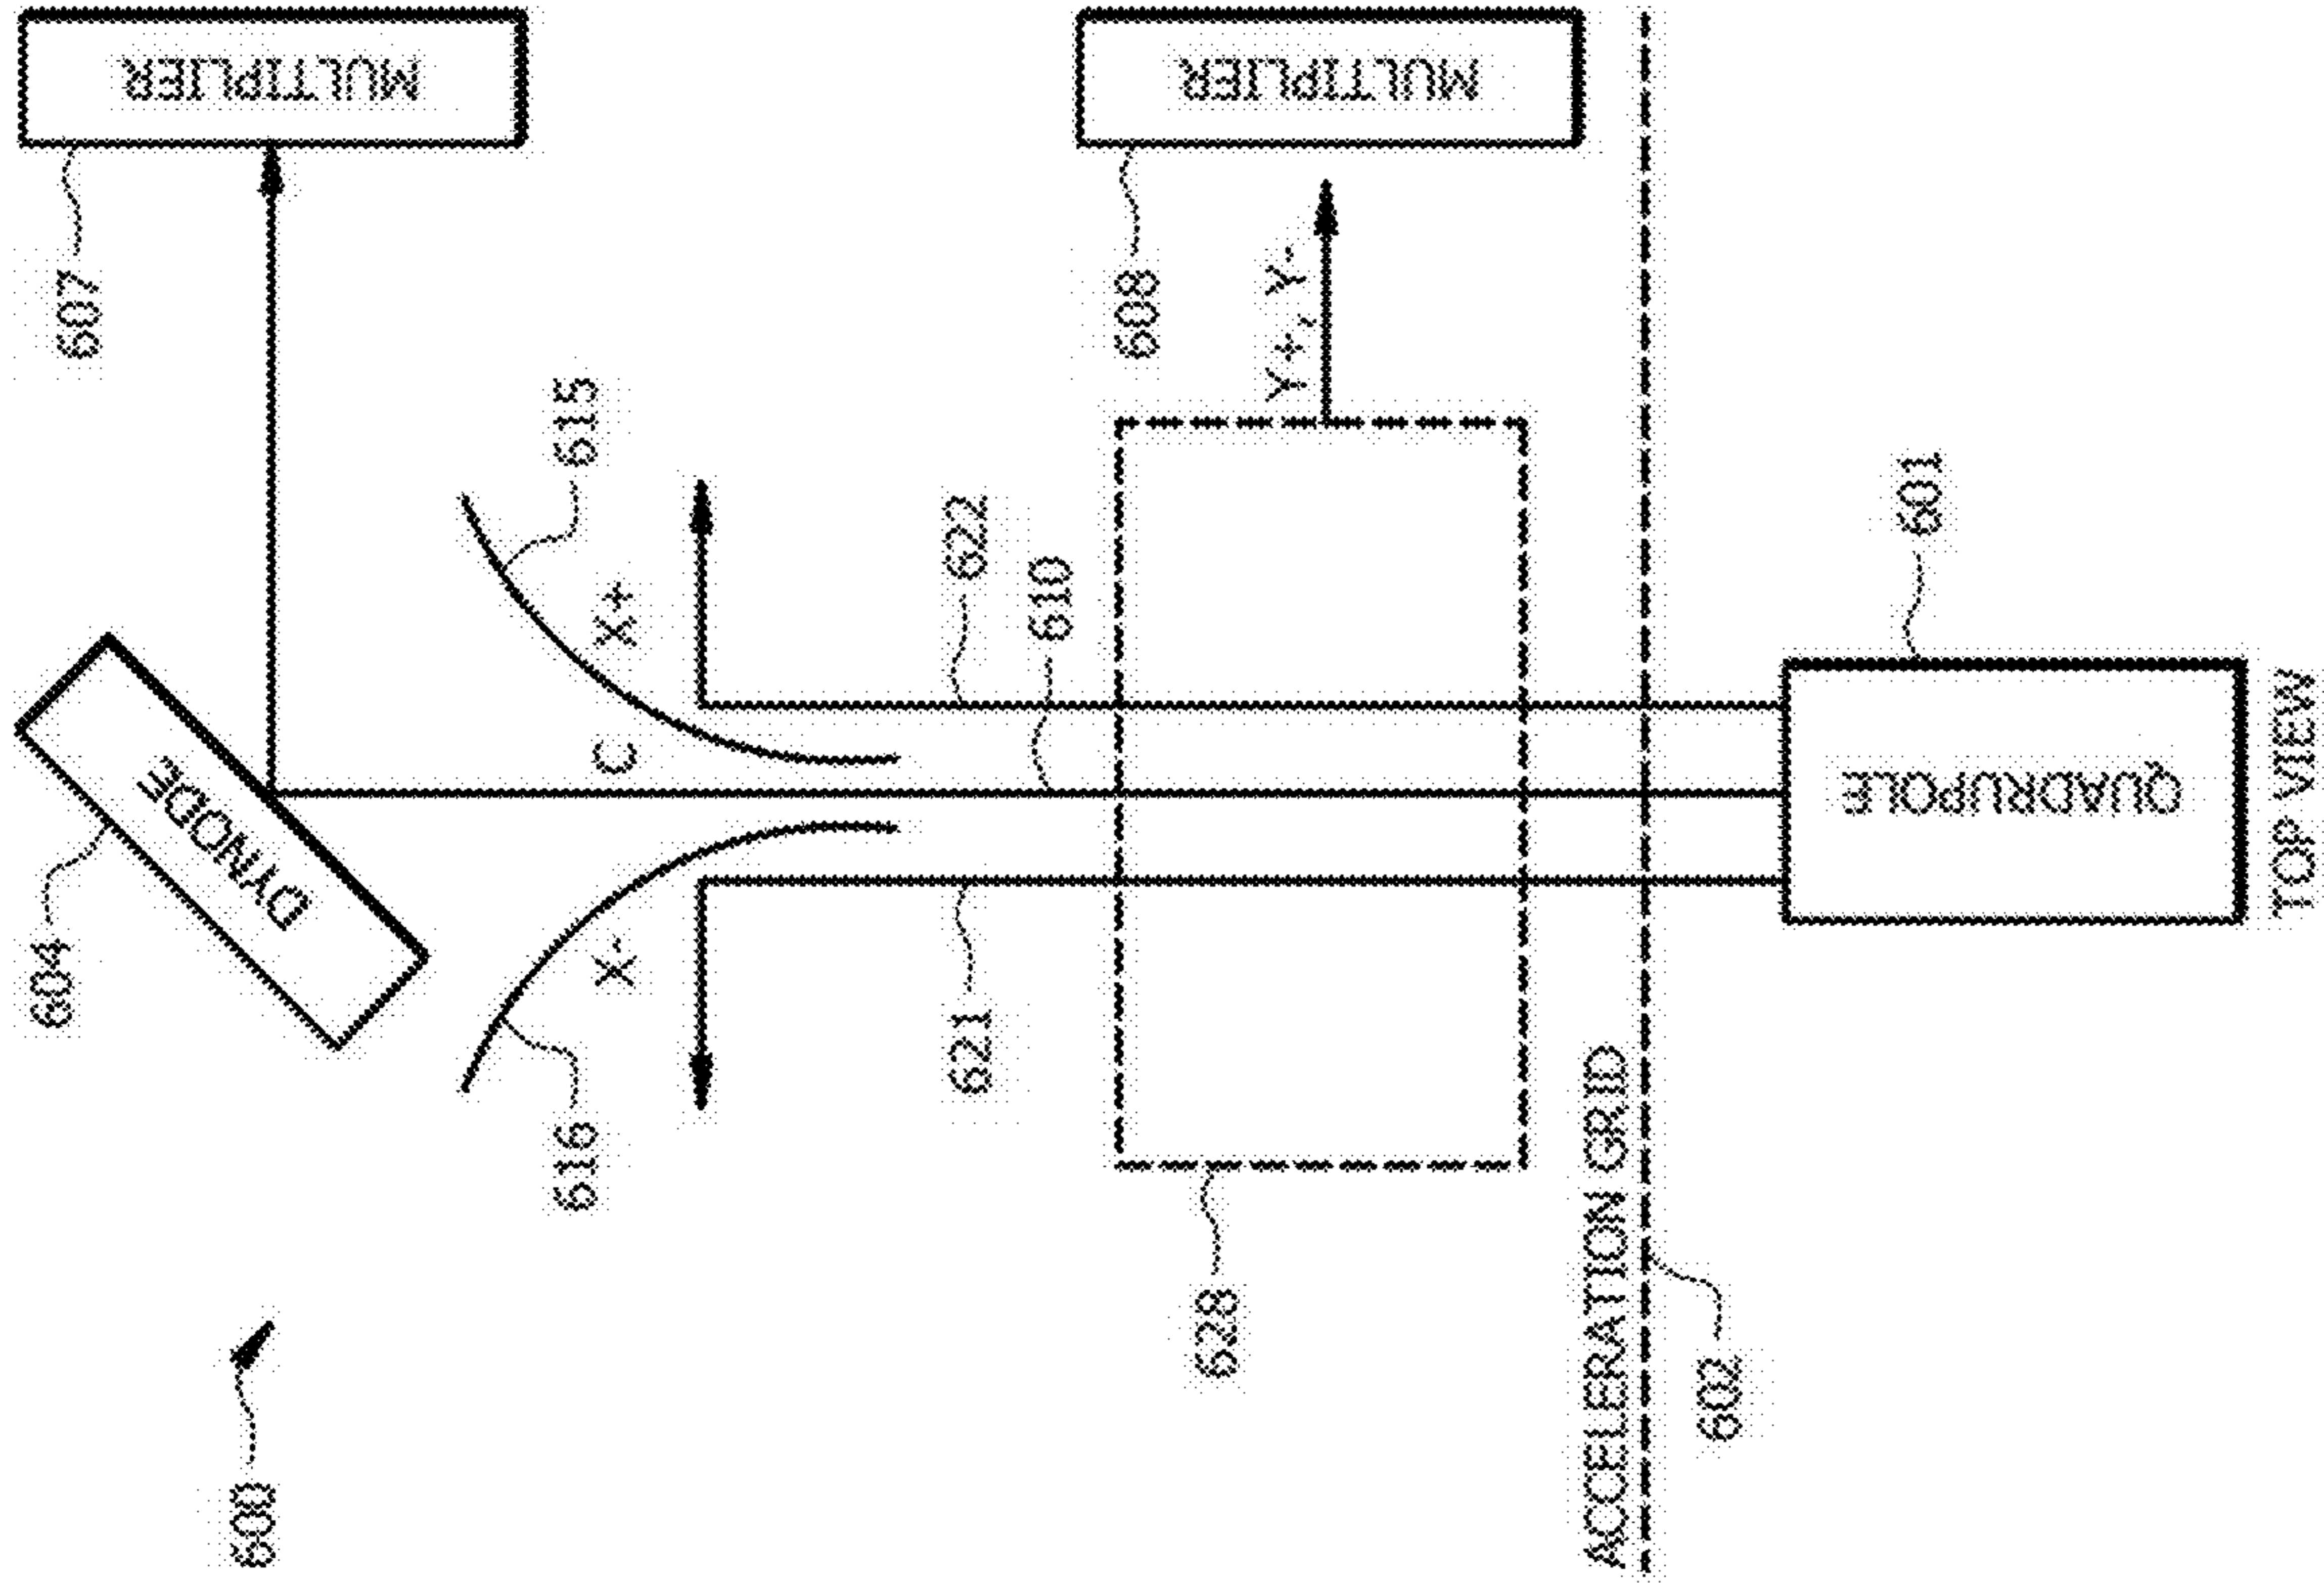 600
604
DYNODE
607
MULTIPLIER
616
615
X-
C
X+
621
622
610
628
608
MULTIPLIER
Y+, Y-
ACCELERATION GRID
602
601
QUADRUPOLE
TOP VIEW